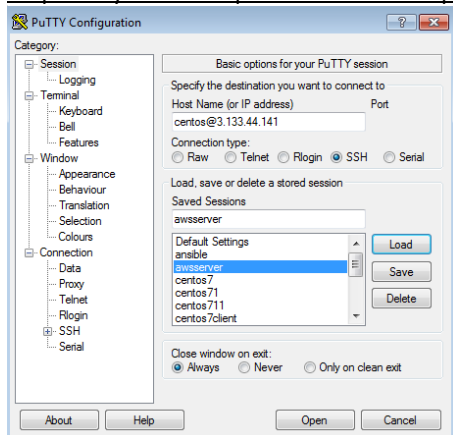 PuTTY Configuration
Category:
Session
Logging
Terminal
Keyboard
Bell
Features
Window
Appearance
Behaviour
Translation
Selection
Colours
Connection
Data
Proxy
Telnet
Rlogin
SSH
Serial
Basic options for your PuTTY session
Specify the destination you want to connect to
Host Name (or IP address) Port
centos@3.133.44.141
Connection type:
Raw Telnet Rlogin SSH Serial
Load, save or delete a stored session
Saved Sessions
awsserver
Default Settings
ansible
awsserver
centos7
centos71
centos711
centos7client
Load
Save
Delete
Close window on exit:
Always Never Only on clean exit
About Help Open Cancel